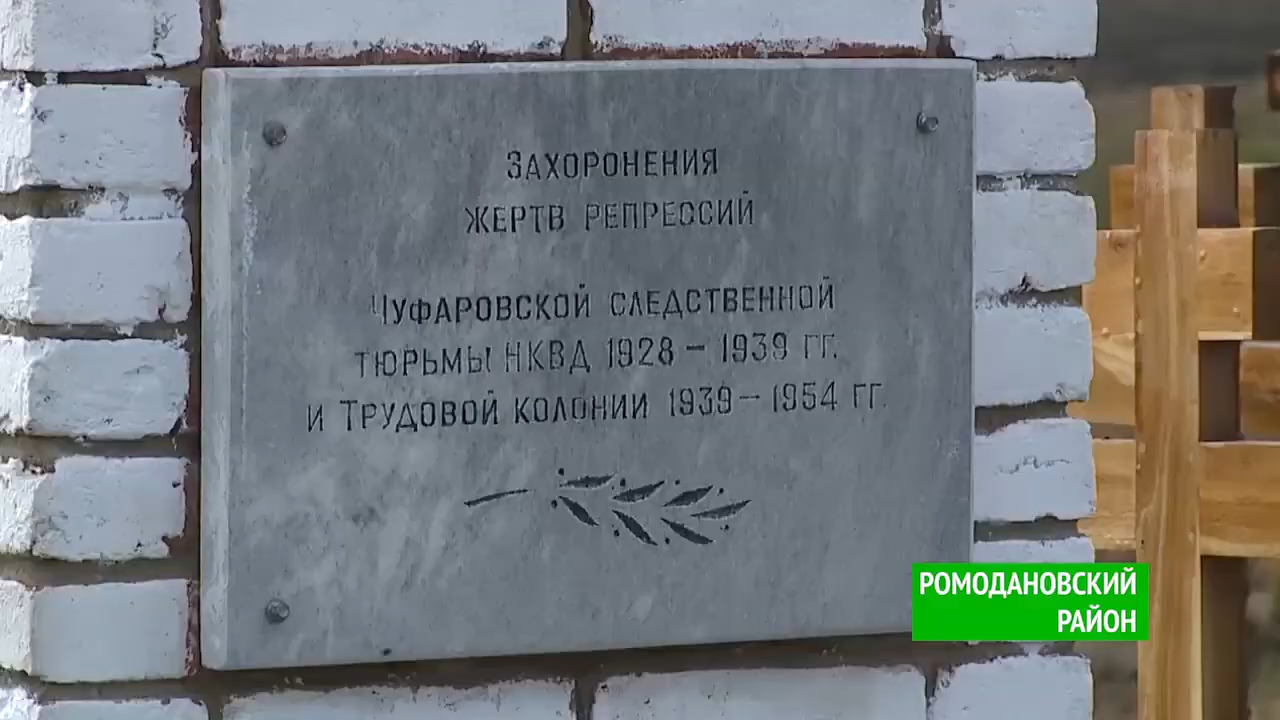 ЗАХОРОНЕНИЯ
ЖЕРТВ РЕПРЕССИЙ
ЧУФАРОВСКОЙ СЛЕДСТВЕННОЙ
ТЮРЬМЫ НКВД 1928 – 1939 ГГ.
И ТРУДОВОЙ КОЛОНИИ 1939 – 1954 ГГ.
РОМОДАНОВСКИЙ
РАЙОН